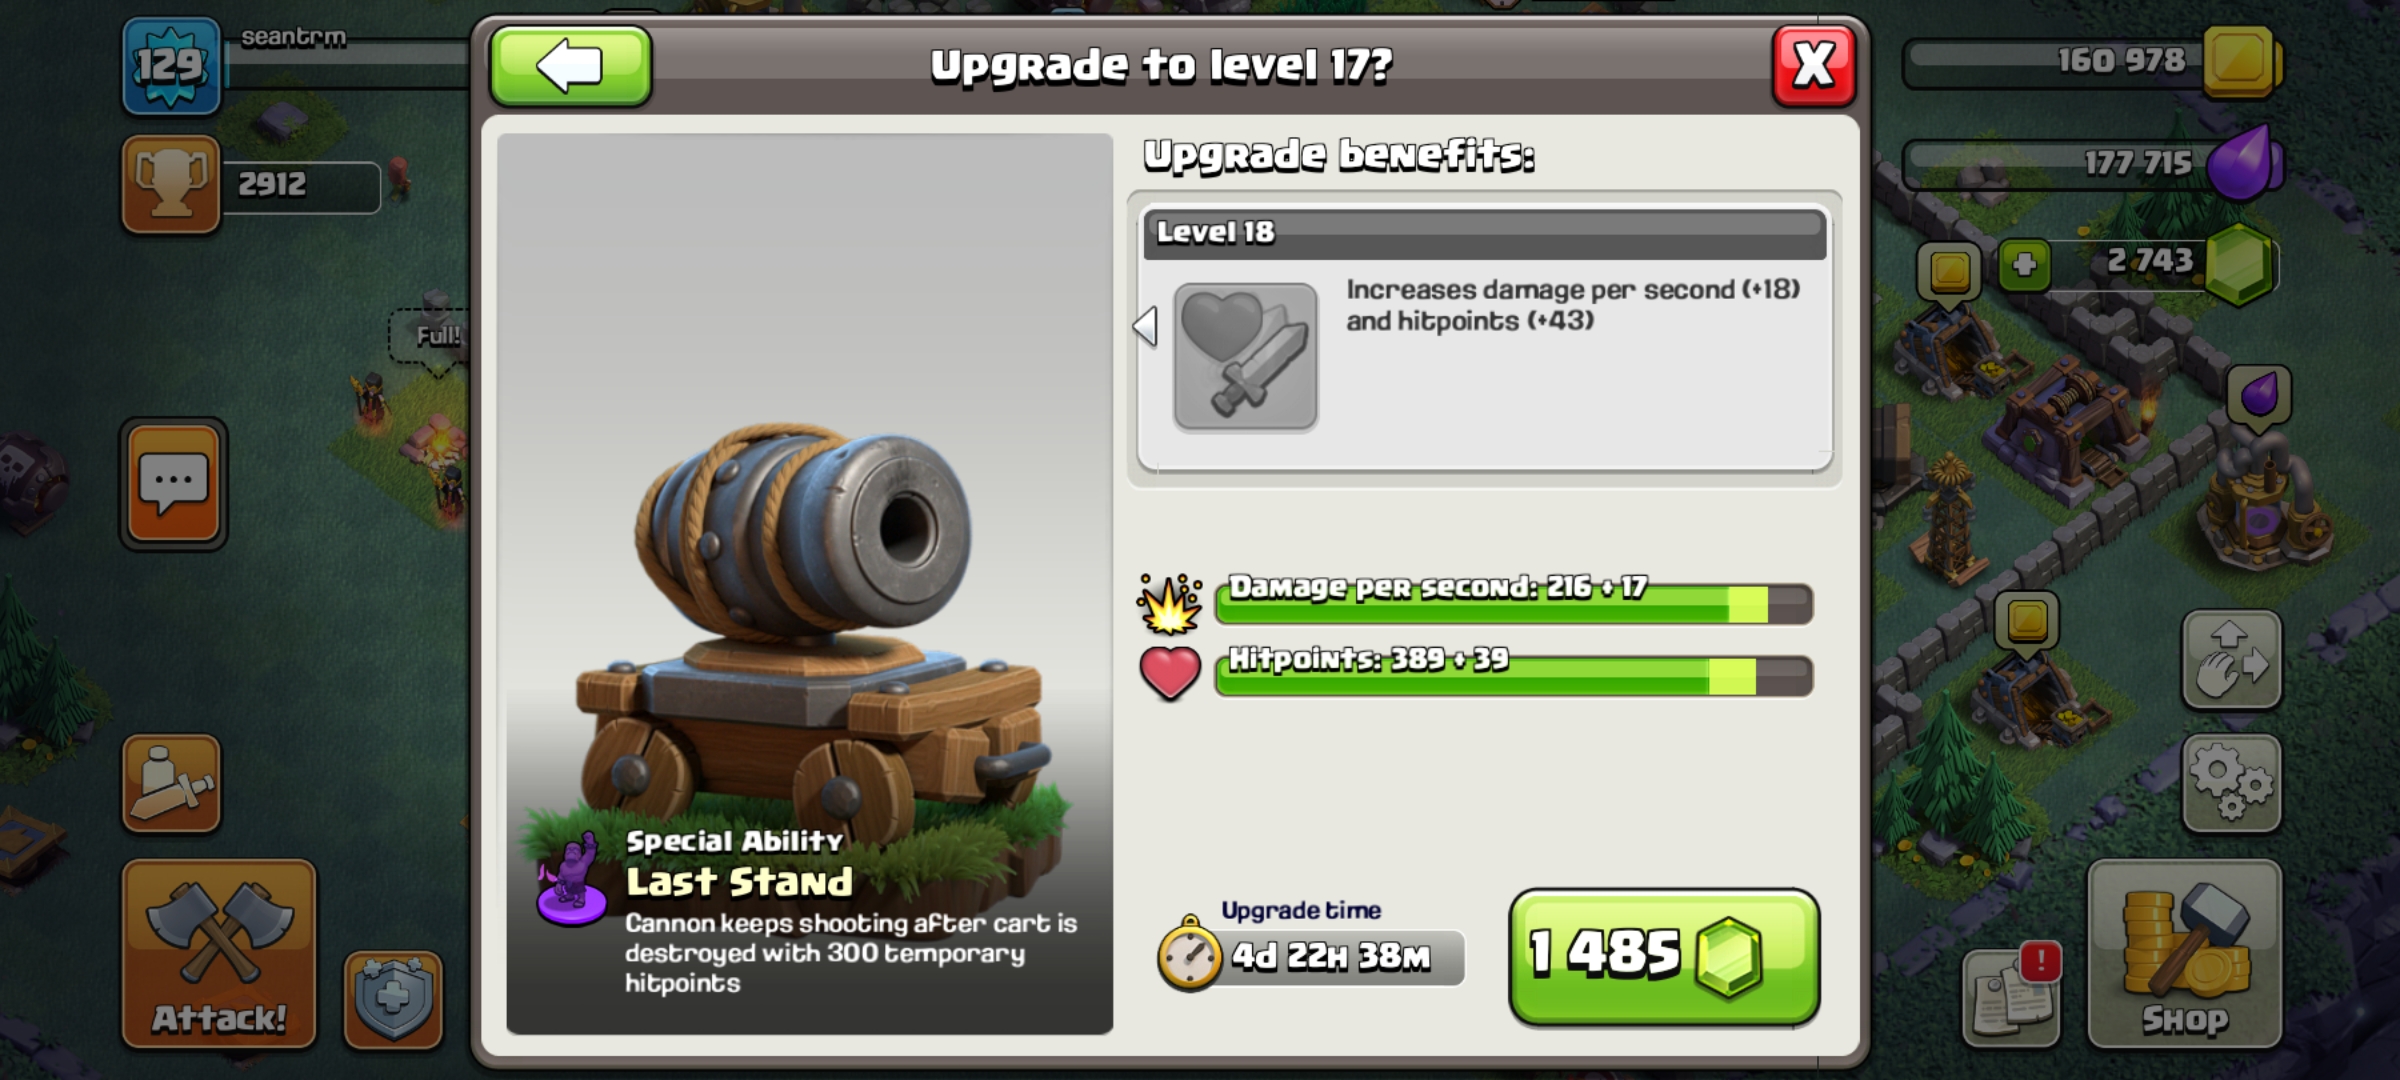 129
seantrm
2912
Full!
Attack!
Upgrade to level 17?
X
Special Ability
Last Stand
Cannon keeps shooting after cart is
destroyed with 300 temporary
hitpoints
Upgrade benefits:
Level 18
Increases damage per second (+18)
and hitpoints (+43)
Damage per second: 216 + 17
Hitpoints: 389 + 39
Upgrade time
4d 22H 38M
1 485
160 978
177 715
2 743
!
Shop